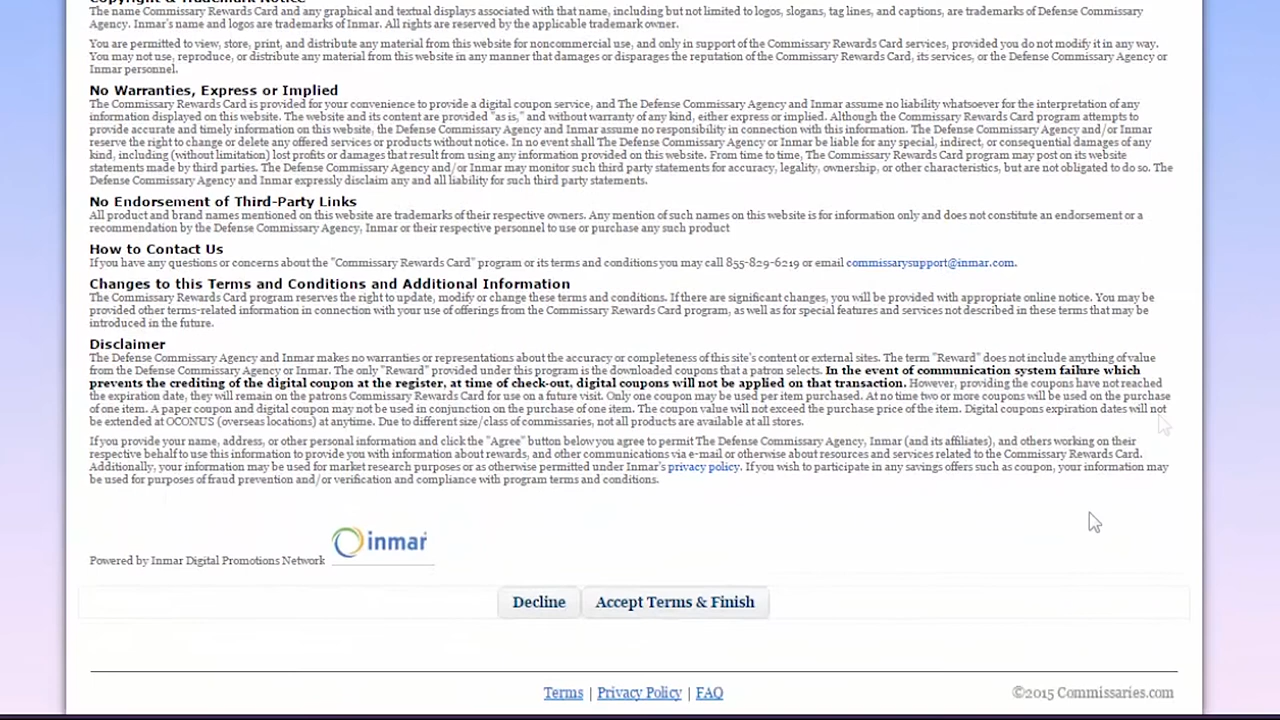 Copyright & Trademark Notice
The name Commissary Rewards Card and any graphical and textual displays associated with that name, including but not limited to logos, slogans, tag lines, and captions, are trademarks of Defense Commissary
Agency. Inmar's name and logos are trademarks of Inmar. All rights are reserved by the applicable trademark owner.
You are permitted to view, store, print, and distribute any material from this website for noncommercial use, and only in support of the Commissary Rewards Card services, provided you do not modify it in any way.
You may not use, reproduce, or distribute any material from this website in any manner that damages or disparages the reputation of the Commissary Rewards Card, its services, or the Defense Commissary Agency or
Inmar personnel.
No Warranties, Express or Implied
The Commissary Rewards Card is provided for your convenience to provide a digital coupon service, and The Defense Commissary Agency and Inmar assume no liability whatsoever for the interpretation of any
information displayed on this website. The website and its content are provided "as is," and without warranty of any kind, either express or implied. Although the Commissary Rewards Card program attempts to
provide accurate and timely information on this website, the Defense Commissary Agency and Inmar assume no responsibility in connection with this information. The Defense Commissary Agency and/or Inmar
reserve the right to change or delete any offered services or products without notice. In no event shall The Defense Commissary Agency or Inmar be liable for any special, indirect, or consequential damages of any
kind, including (without limitation) lost profits or damages that result from using any information provided on this website. From time to time, The Commissary Rewards Card program may post on its website
statements made by third parties. The Defense Commissary Agency and/or Inmar may monitor such third party statements for accuracy, legality, ownership, or other characteristics, but are not obligated to do so. The
Defense Commissary Agency and Inmar expressly disclaim any and all liability for such third party statements.
No Endorsement of Third-Party Links
All product and brand names mentioned on this website are trademarks of their respective owners. Any mention of such names on this website is for information only and does not constitute an endorsement or a
recommendation by the Defense Commissary Agency, Inmar or their respective personnel to use or purchase any such product
How to Contact Us
If you have any questions or concerns about the "Commissary Rewards Card" program or its terms and conditions you may call 855-829-6219 or email commissarysupport@inmar.com.
Changes to this Terms and Conditions and Additional Information
The Commissary Rewards Card program reserves the right to update, modify or change these terms and conditions. If there are significant changes, you will be provided with appropriate online notice. You may be
provided other terms-related information in connection with your use of offerings from the Commissary Rewards Card program, as well as for special features and services not described in these terms that may be
introduced in the future.
Disclaimer
The Defense Commissary Agency and Inmar makes no warranties or representations about the accuracy or completeness of this site's content or external sites. The term "Reward" does not include anything of value
from the Defense Commissary Agency or Inmar. The only "Reward" provided under this program is the downloaded coupons that a patron selects. In the event of communication system failure which
prevents the crediting of the digital coupon at the register, at time of check-out, digital coupons will not be applied on that transaction. However, providing the coupons have not reached
the expiration date, they will remain on the patrons Commissary Rewards Card for use on a future visit. Only one coupon may be used per item purchased. At no time two or more coupons will be used on the purchase
of one item. A paper coupon and digital coupon may not be used in conjunction on the purchase of one item. The coupon value will not exceed the purchase price of the item. Digital coupons expiration dates will not
be extended at OCONUS (overseas locations) at anytime. Due to different size/class of commissaries, not all products are available at all stores.
If you provide your name, address, or other personal information and click the "Agree" button below you agree to permit The Defense Commissary Agency, Inmar (and its affiliates), and others working on their
respective behalf to use this information to provide you with information about rewards, and other communications via e-mail or otherwise about resources and services related to the Commissary Rewards Card.
Additionally, your information may be used for market research purposes or as otherwise permitted under Inmar's privacy policy. If you wish to participate in any savings offers such as coupon, your information may
be used for purposes of fraud prevention and/or verification and compliance with program terms and conditions.
Powered by Inmar Digital Promotions Network inmar
Decline Accept Terms & Finish
Terms | Privacy Policy | FAQ ©2015 Commissaries.com